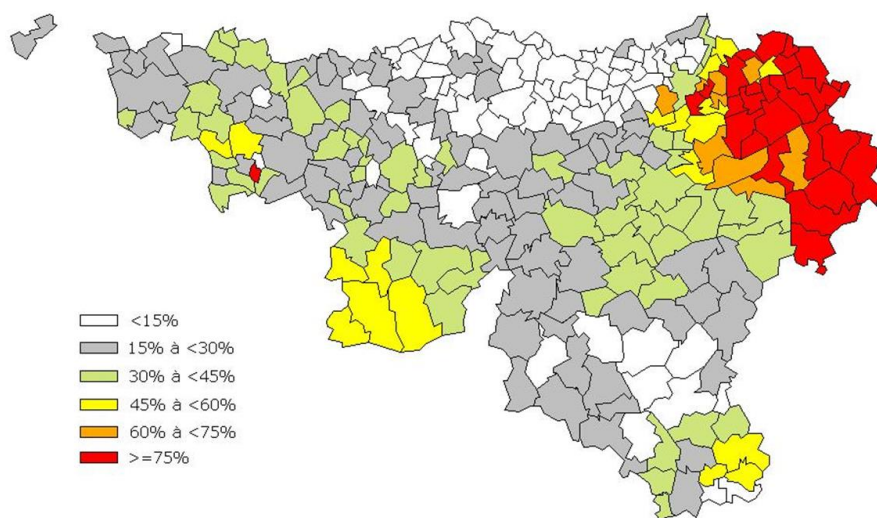 <15%
15% à <30%
30% à <45%
45% à <60%
60% à <75%
>=75%